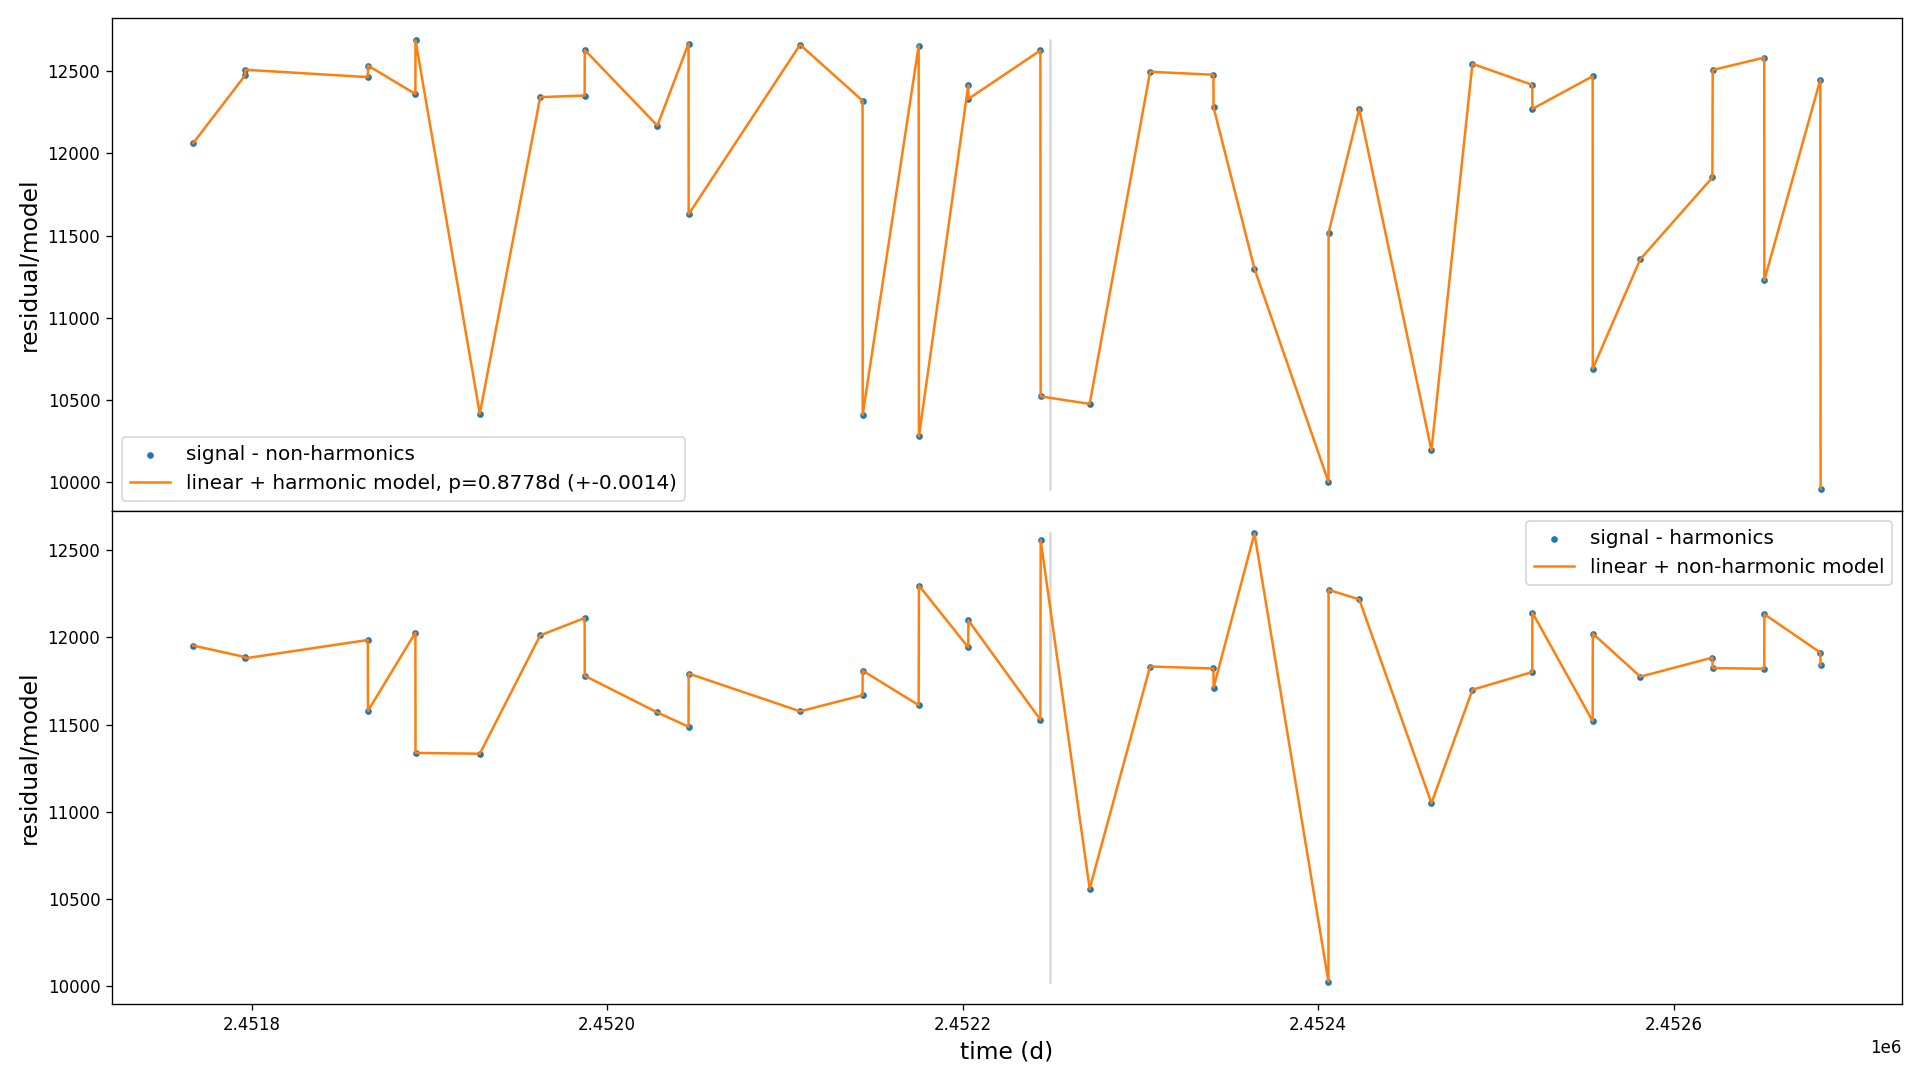 residual/model
12500
12000
11500
11000
10500
10000
signal - non-harmonics
linear + harmonic model, p=0.8778d (+-0.0014)
residual/model
12500
12000
11500
11000
10500
10000
signal - harmonics
linear + non-harmonic model
2.4518 2.4520 2.4522 2.4524 2.4526
time (d)
1e6